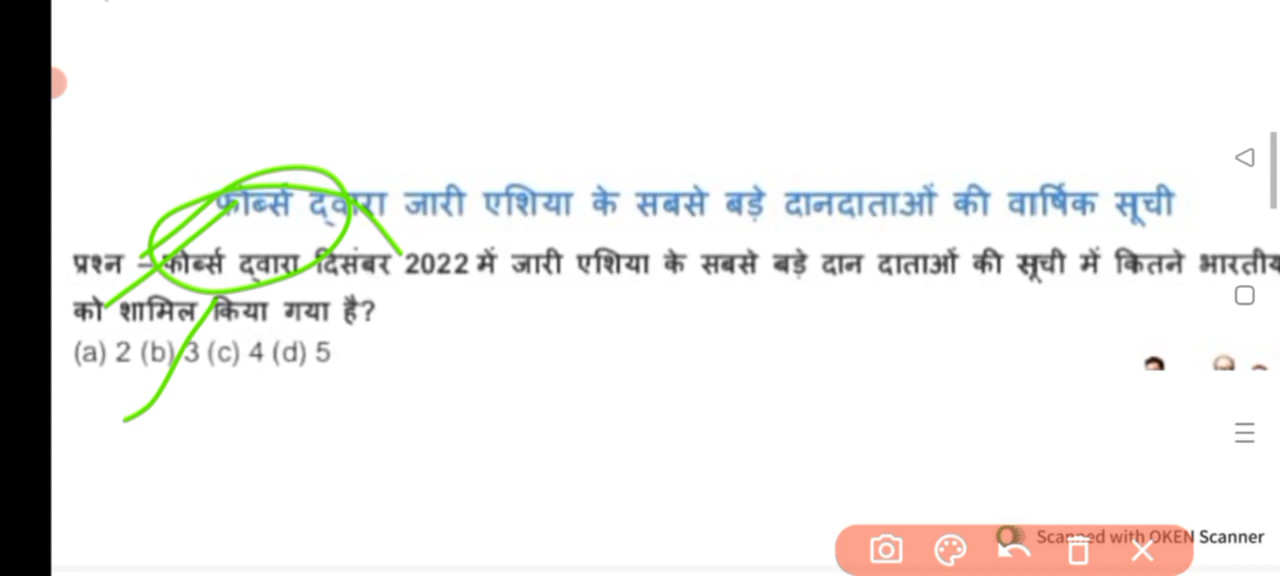 फोर्ब्स द्वारा जारी एशिया के सबसे बड़े दानदाताओं की वार्षिक सूची
प्रश्न – फोर्ब्स द्वारा दिसंबर 2022 में जारी एशिया के सबसे बड़े दान दाताओं की सूची में कितने भारतीय
को शामिल किया गया है?
(a) 2 (b) 3 (c) 4 (d) 5
Scanned with OKEN Scanner